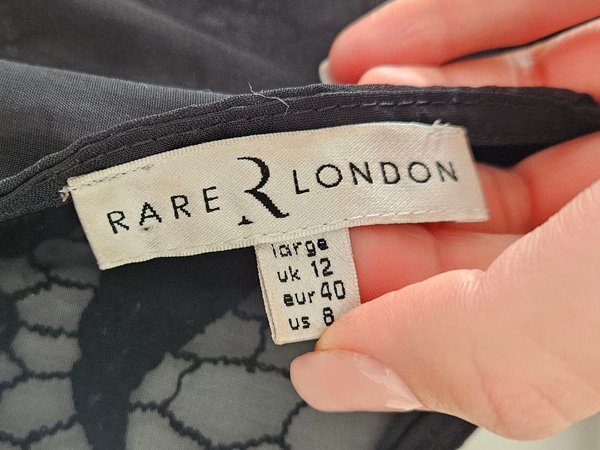 RARE R LONDON
large
uk 12
eur 40
us 8